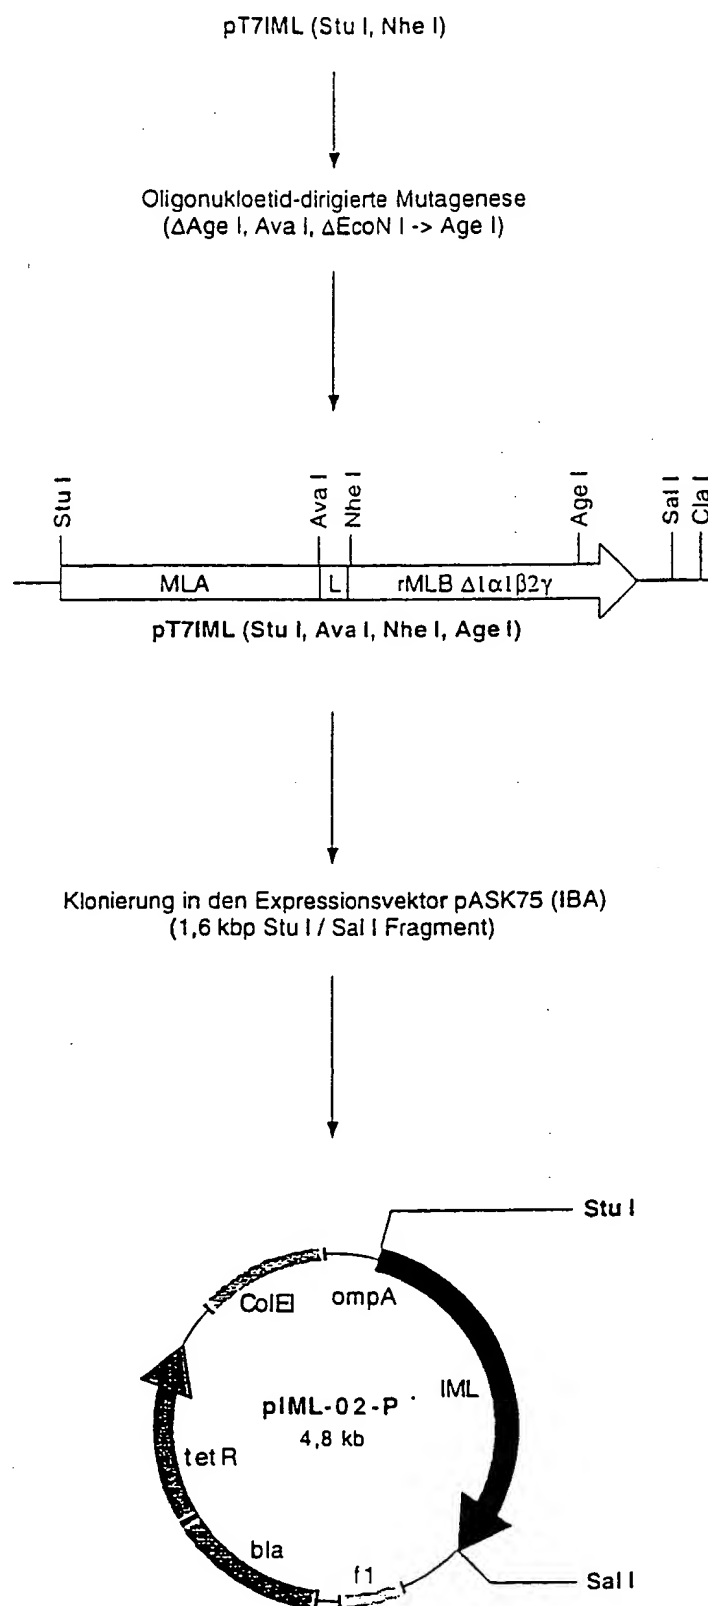 pT7IML (Stu I, Nhe I)
Oligonukloetid-dirigierte Mutagenese
(ΔAge I, Ava I, ΔEcoN I -> Age I)
Stu I
Ava I
Nhe I
Age I
Sal I
Cla I
MLA
L
rMLB Δ1α1β2γ
pT7IML (Stu I, Ava I, Nhe I, Age I)
Klonierung in den Expressionsvektor pASK75 (IBA)
(1,6 kbp Stu I / Sal I Fragment)
Stu I
ColEI
ompA
IML
pIML-02-P
4,8 kb
tetR
bla
f1
Sal I